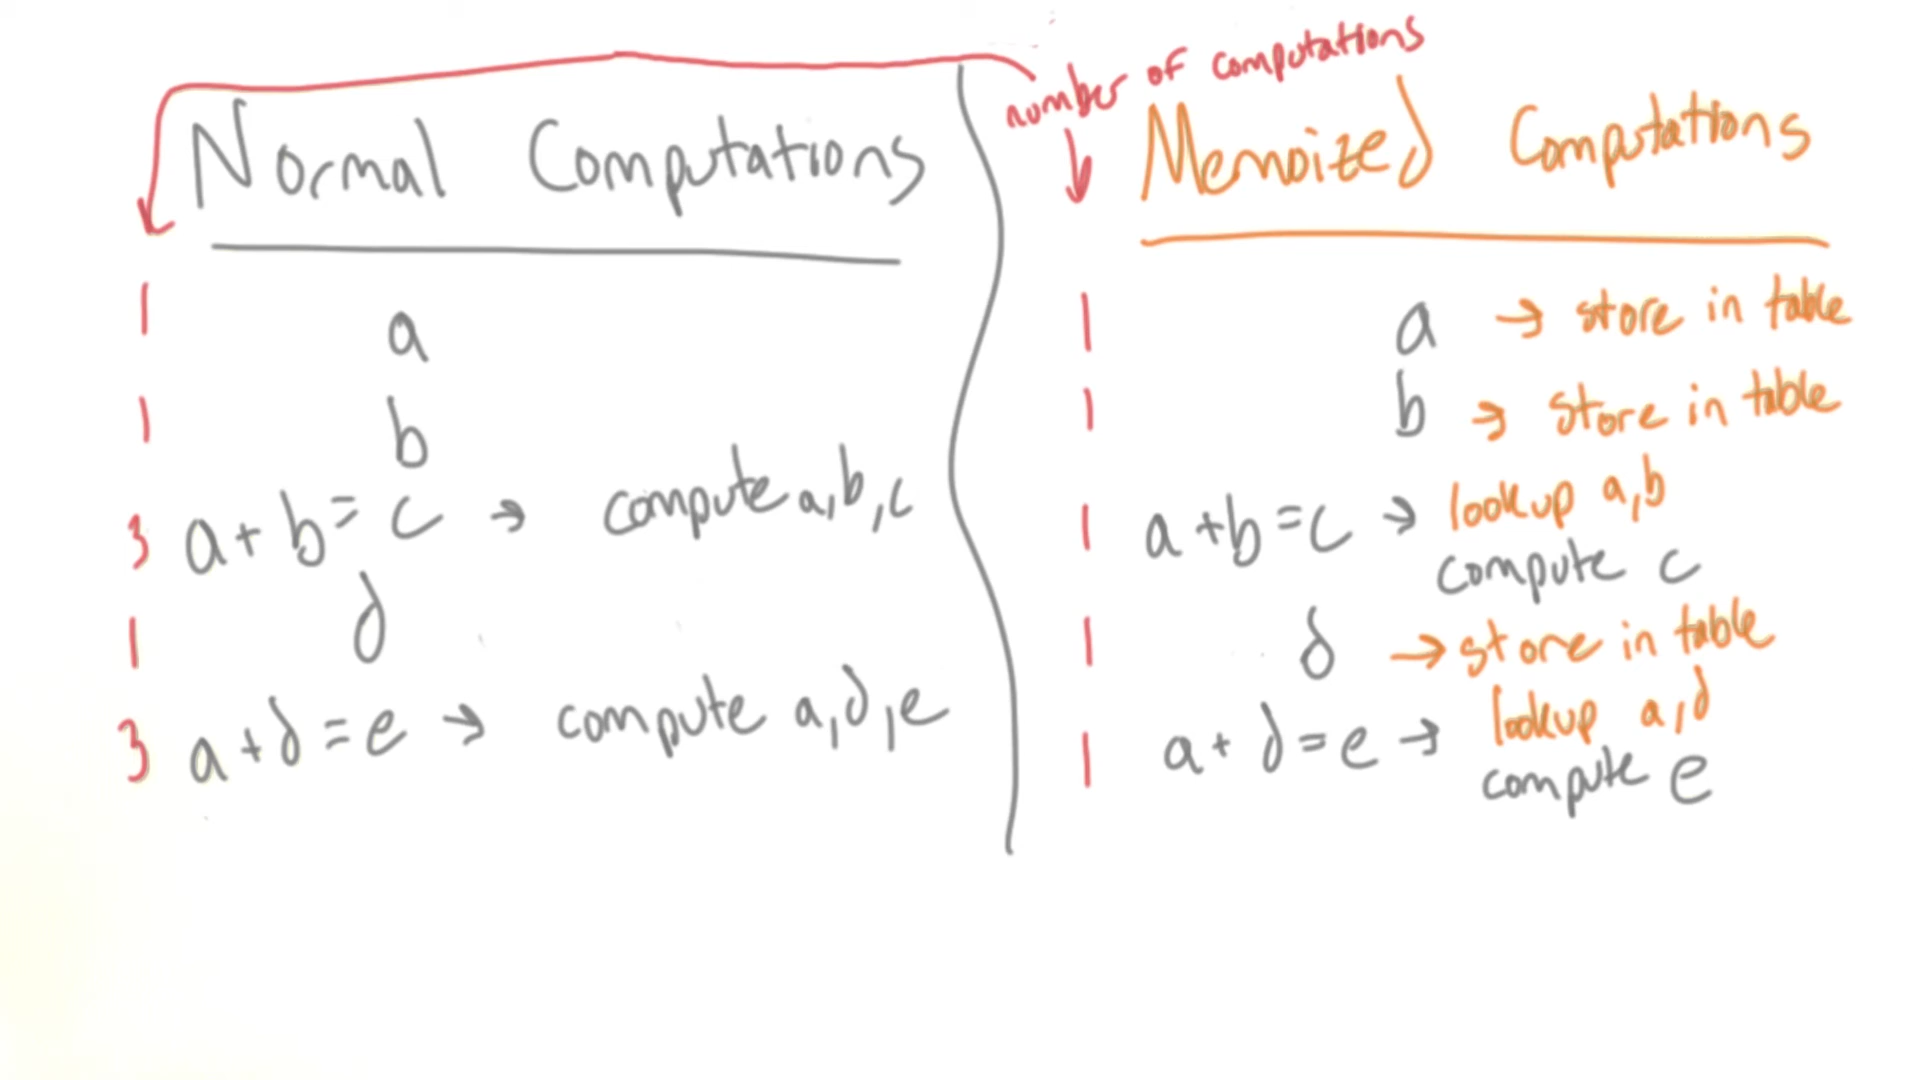 number of computations
Normal Computations
1 a
1 b
3 a + b = c → compute a, b, c
1 d
3 a + d = e → compute a, d, e
Memoized Computations
1 a → store in table
1 b → store in table
1 a + b = c → lookup a, b
compute c
1 d → store in table
1 a + d = e → lookup a, d
compute e